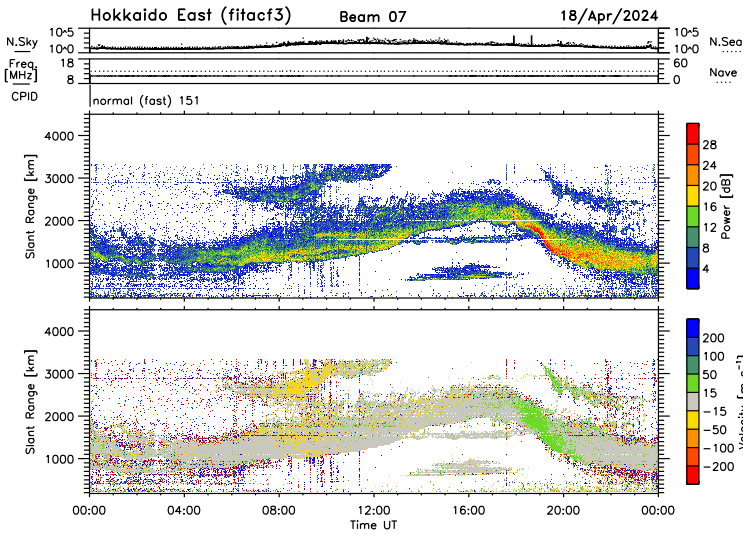 Hokkaido East (fitacf3) Beam 07 18/Apr/2024
N.Sky 10^5 10^0 10^5 10^0 N.Sea
Freq. [MHz] 18 8 60 0 Nave
CPID normal (fast) 151
Slant Range [km] 4000 3000 2000 1000
28 24 20 16 12 8 4 Power [dB]
Slant Range [km] 4000 3000 2000 1000
200 100 50 15 -15 -50 -100 -200 Velocity [m s^-1]
00:00 04:00 08:00 12:00 16:00 20:00 00:00
Time UT